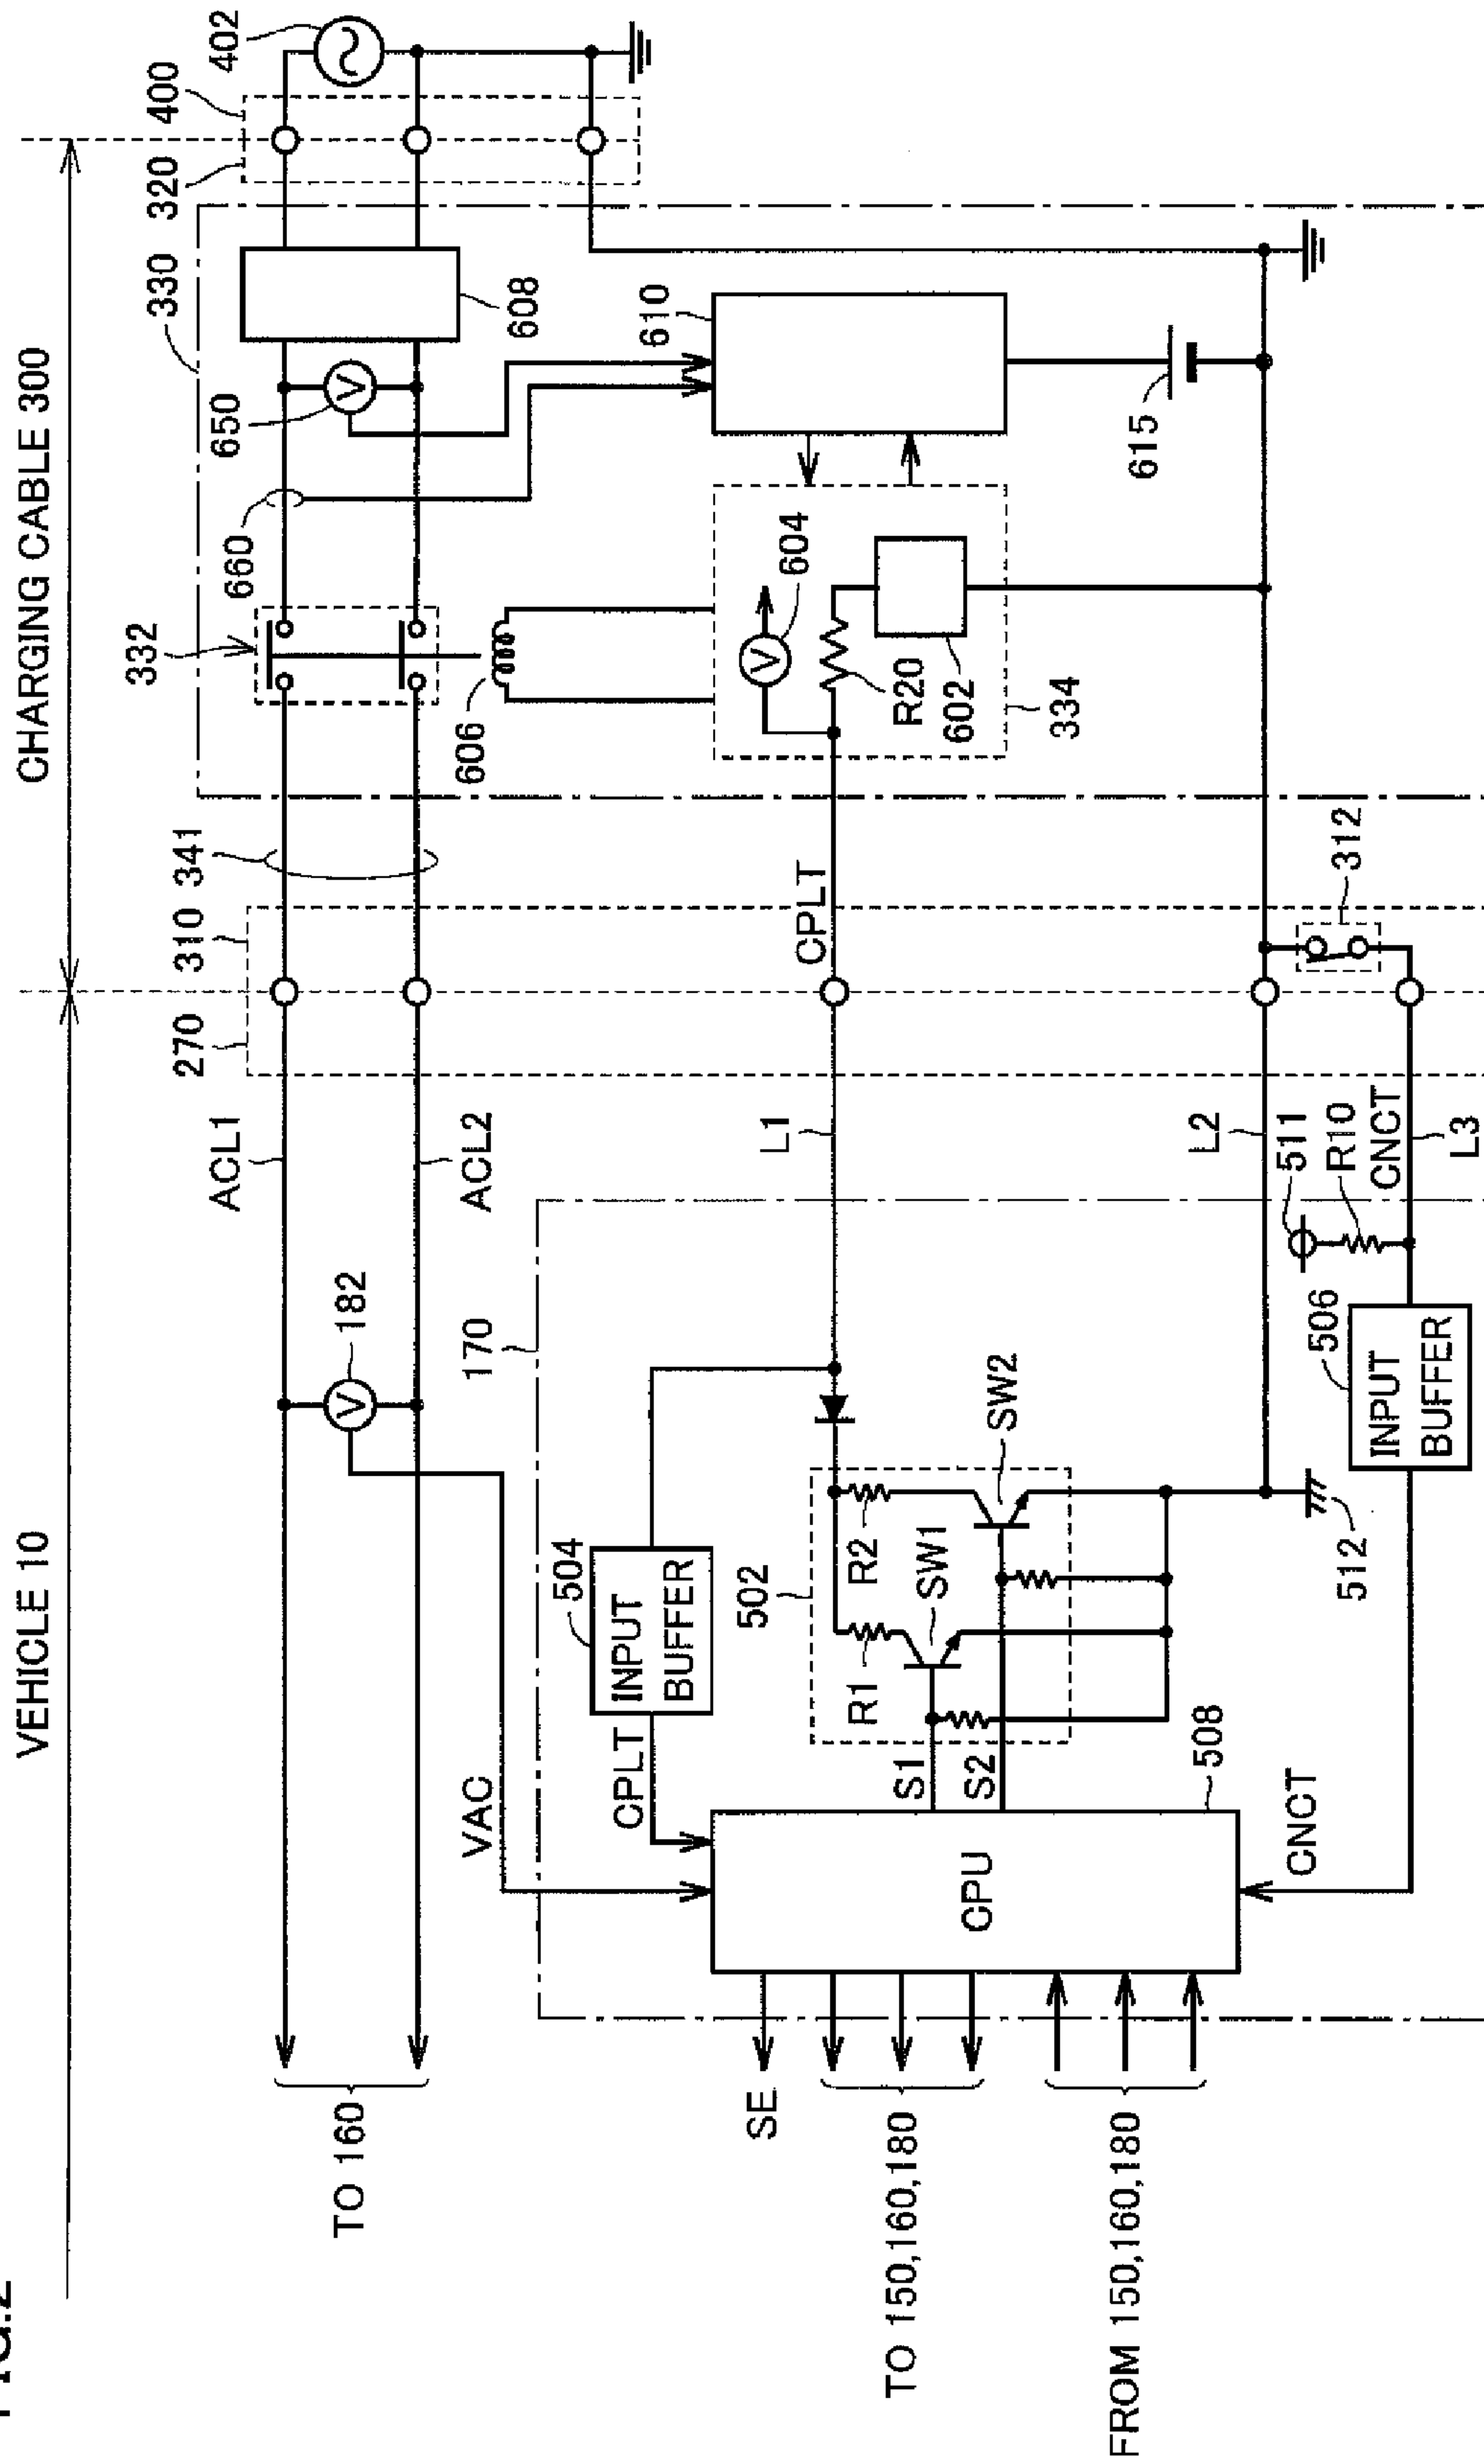 FIG.2
VEHICLE 10
CHARGING CABLE 300
TO 160
ACL1
ACL2
182
VAC
270
310
341
332
660
650
330
608
320
400
402
606
610
604
R20
602
334
615
170
504
INPUT
BUFFER
CPLT
L1
CPLT
502
R1
R2
SW1
SW2
S1
S2
508
CPU
SE
TO 150,160,180
FROM 150,160,180
L2
511
R10
CNCT
L3
312
512
506
INPUT
BUFFER
CNCT
V
V
V